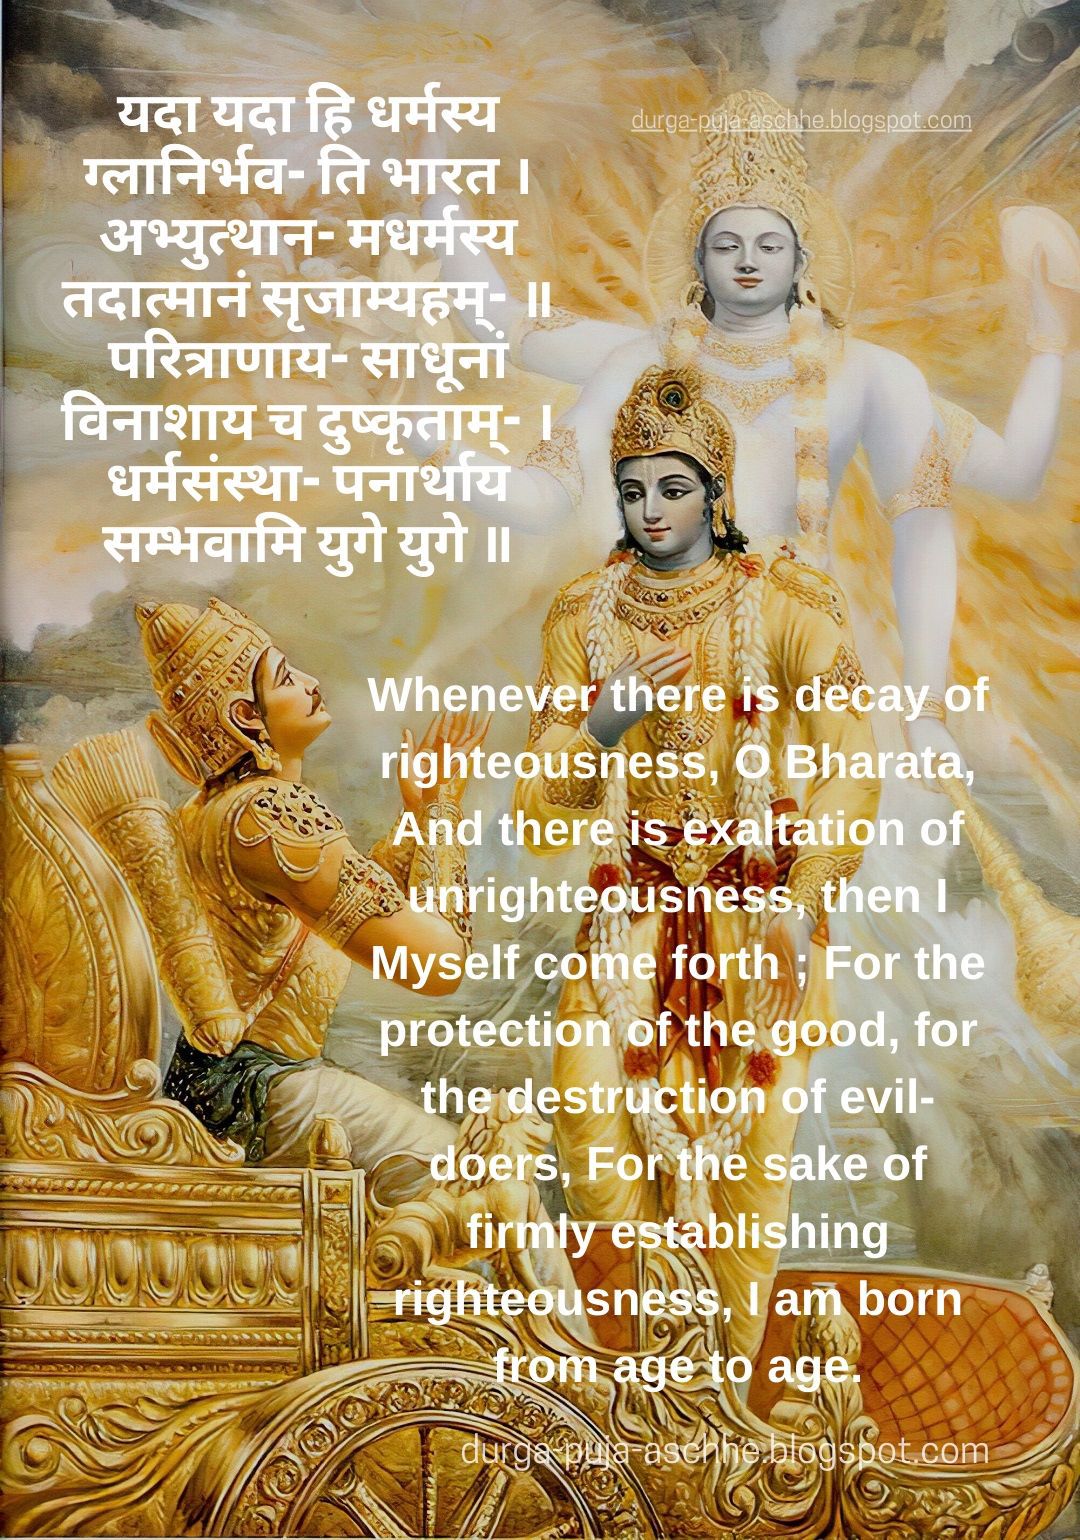 यदा यदा हि धर्मस्य
ग्लानिर्भव- ति भारत ।
अभ्युत्थान- मधर्मस्य
तदात्मानं सृजाम्यहम्- ॥
परित्राणाय- साधूनां
विनाशाय च दुष्कृताम्- ।
धर्मसंस्था- पनार्थाय
सम्भवामि युगे युगे ॥
durga-puja-aschhe.blogspot.com
Whenever there is decay of
righteousness, O Bharata,
And there is exaltation of
unrighteousness, then I
Myself come forth ; For the
protection of the good, for
the destruction of evil-
doers, For the sake of
firmly establishing
righteousness, I am born
from age to age.
durga-puja-aschhe.blogspot.com